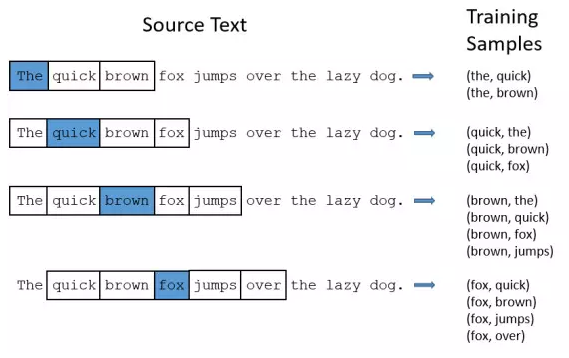 Source Text
Training
Samples
The quick brown fox jumps over the lazy dog.
(the, quick)
(the, brown)
The quick brown fox jumps over the lazy dog.
(quick, the)
(quick, brown)
(quick, fox)
The quick brown fox jumps over the lazy dog.
(brown, the)
(brown, quick)
(brown, fox)
(brown, jumps)
The quick brown fox jumps over the lazy dog.
(fox, quick)
(fox, brown)
(fox, jumps)
(fox, over)